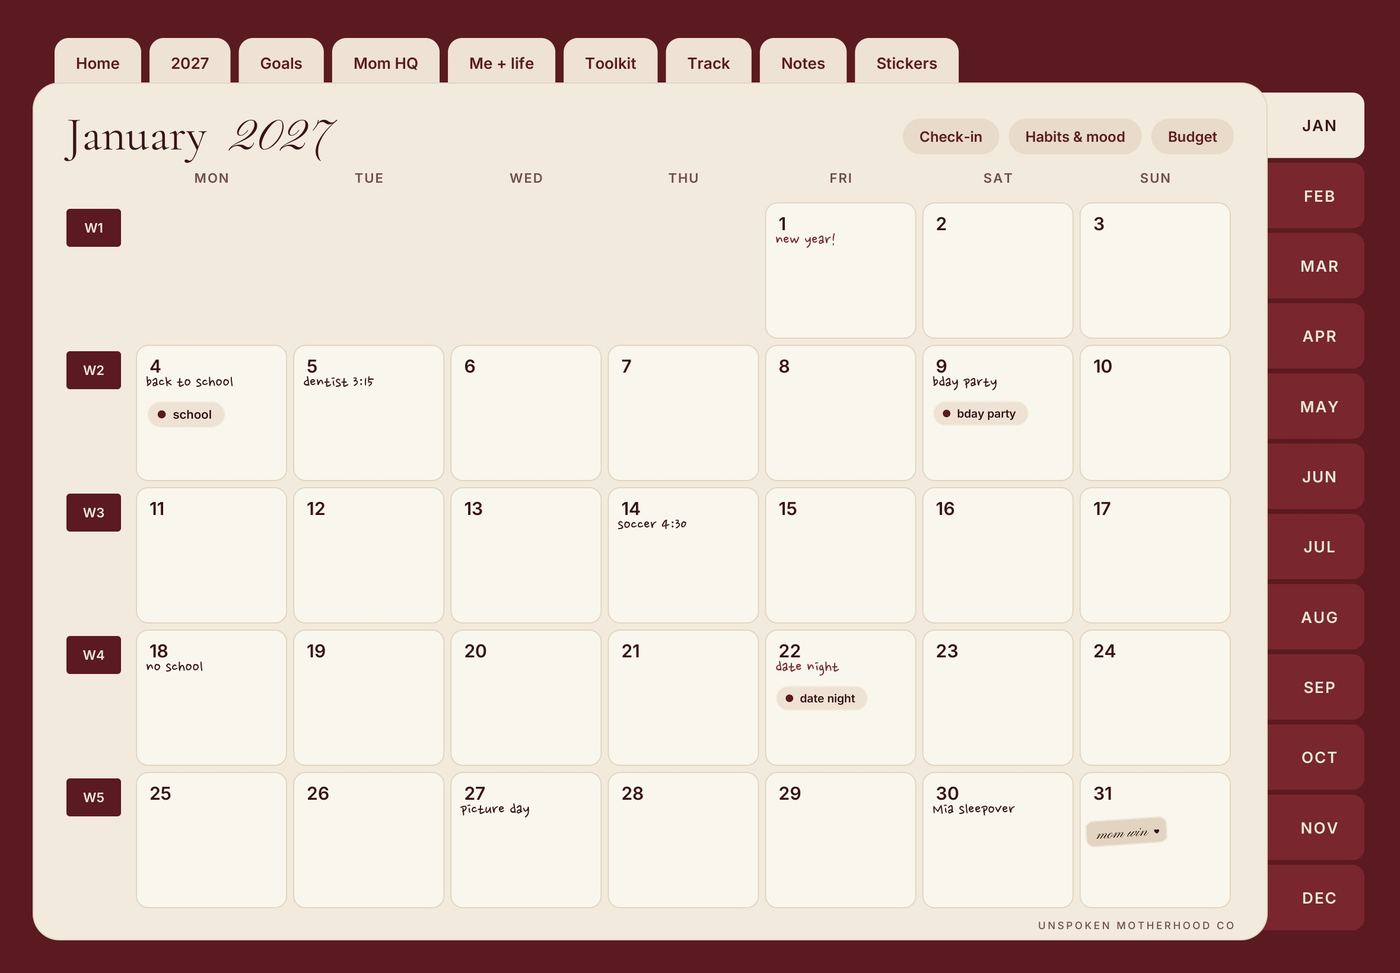 Home 2027 Goals Mom HQ Me + life Toolkit Track Notes Stickers
January 2027
Check-in Habits & mood Budget
MON TUE WED THU FRI SAT SUN
W1
1 2 3
new year!
W2
4 5 6 7 8 9 10
back to school dentist 3:15 bday party
school bday party
W3
11 12 13 14 15 16 17
soccer 4:30
W4
18 19 20 21 22 23 24
no school date night
date night
W5
25 26 27 28 29 30 31
picture day Mia sleepover
mom win
UNSPOKEN MOTHERHOOD CO
JAN
FEB
MAR
APR
MAY
JUN
JUL
AUG
SEP
OCT
NOV
DEC